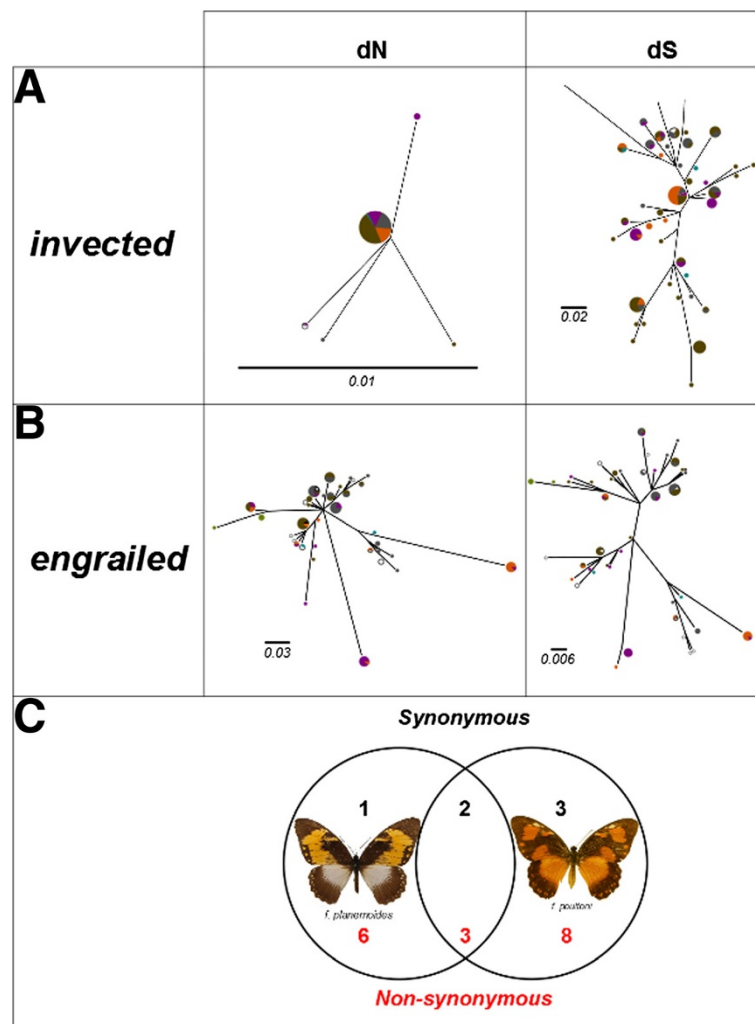 dN
dS
A
invected
0.01
0.02
B
engrailed
0.03
0.006
C
Synonymous
1
2
3
f. planemoides
f. poultoni
6
3
8
Non-synonymous